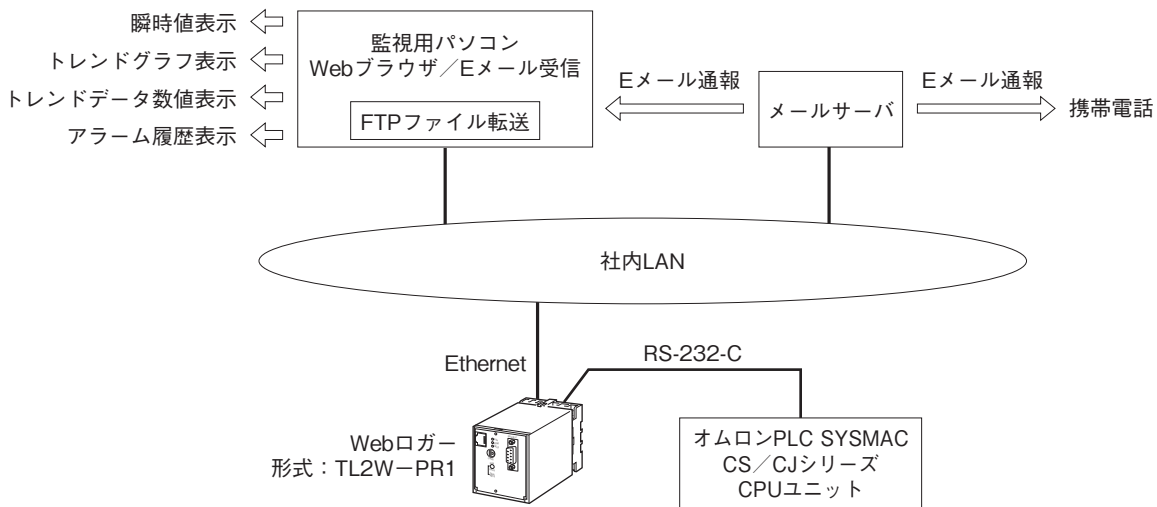 瞬時値表示
トレンドグラフ表示
トレンドデータ数値表示
アラーム履歴表示
監視用パソコン
Webブラウザ／Eメール受信
FTPファイル転送
Eメール通報
メールサーバ
Eメール通報
携帯電話
社内LAN
Ethernet
RS-232-C
Webロガー
形式：TL2W－PR1
オムロンPLC SYSMAC
CS／CJシリーズ
CPUユニット